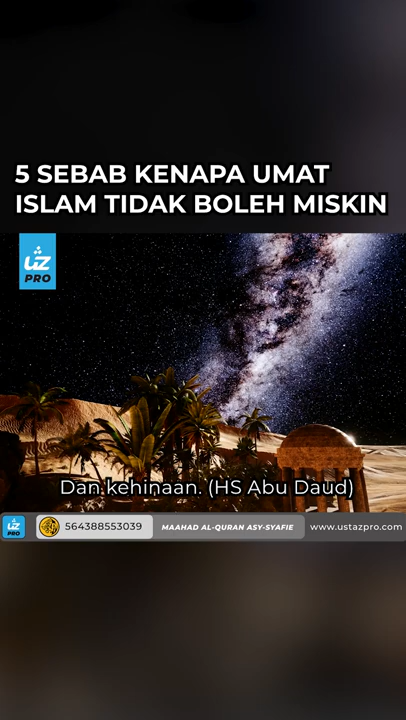 5 SEBAB KENAPA UMAT
ISLAM TIDAK BOLEH MISKIN
UZ
PRO
Dan kehinaan. (HS Abu Daud)
UZ
PRO
564388553039
MAAHAD AL-QURAN ASY-SYAFIE
www.ustazpro.com